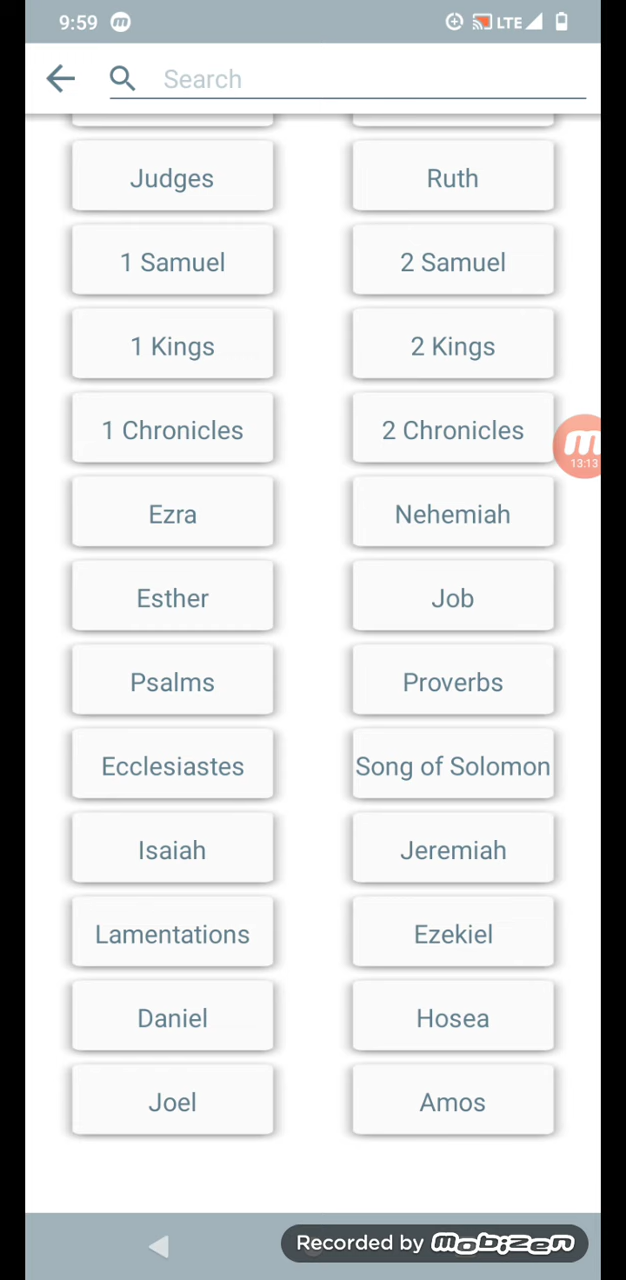 9:59 LTE
Search
Judges Ruth
1 Samuel 2 Samuel
1 Kings 2 Kings
1 Chronicles 2 Chronicles
13:13
Ezra Nehemiah
Esther Job
Psalms Proverbs
Ecclesiastes Song of Solomon
Isaiah Jeremiah
Lamentations Ezekiel
Daniel Hosea
Joel Amos
Recorded by mobizen